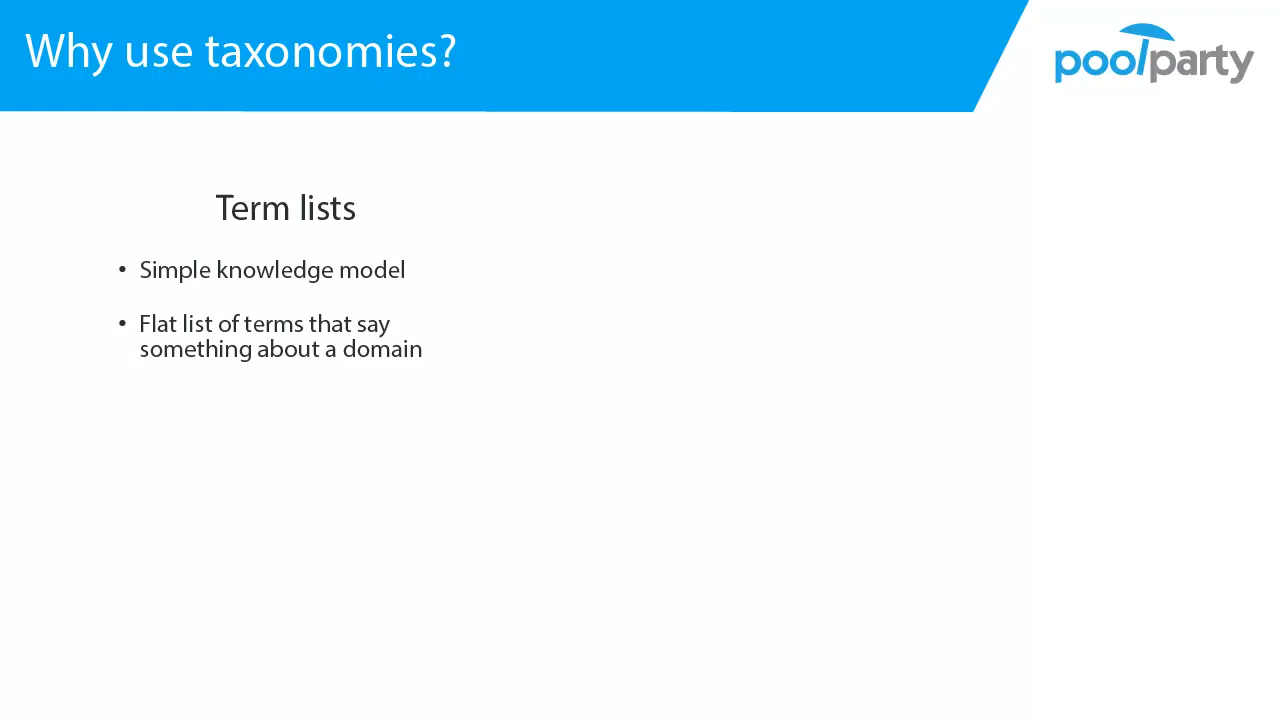 Why use taxonomies?
poolparty
Term lists
• Simple knowledge model
• Flat list of terms that say
something about a domain